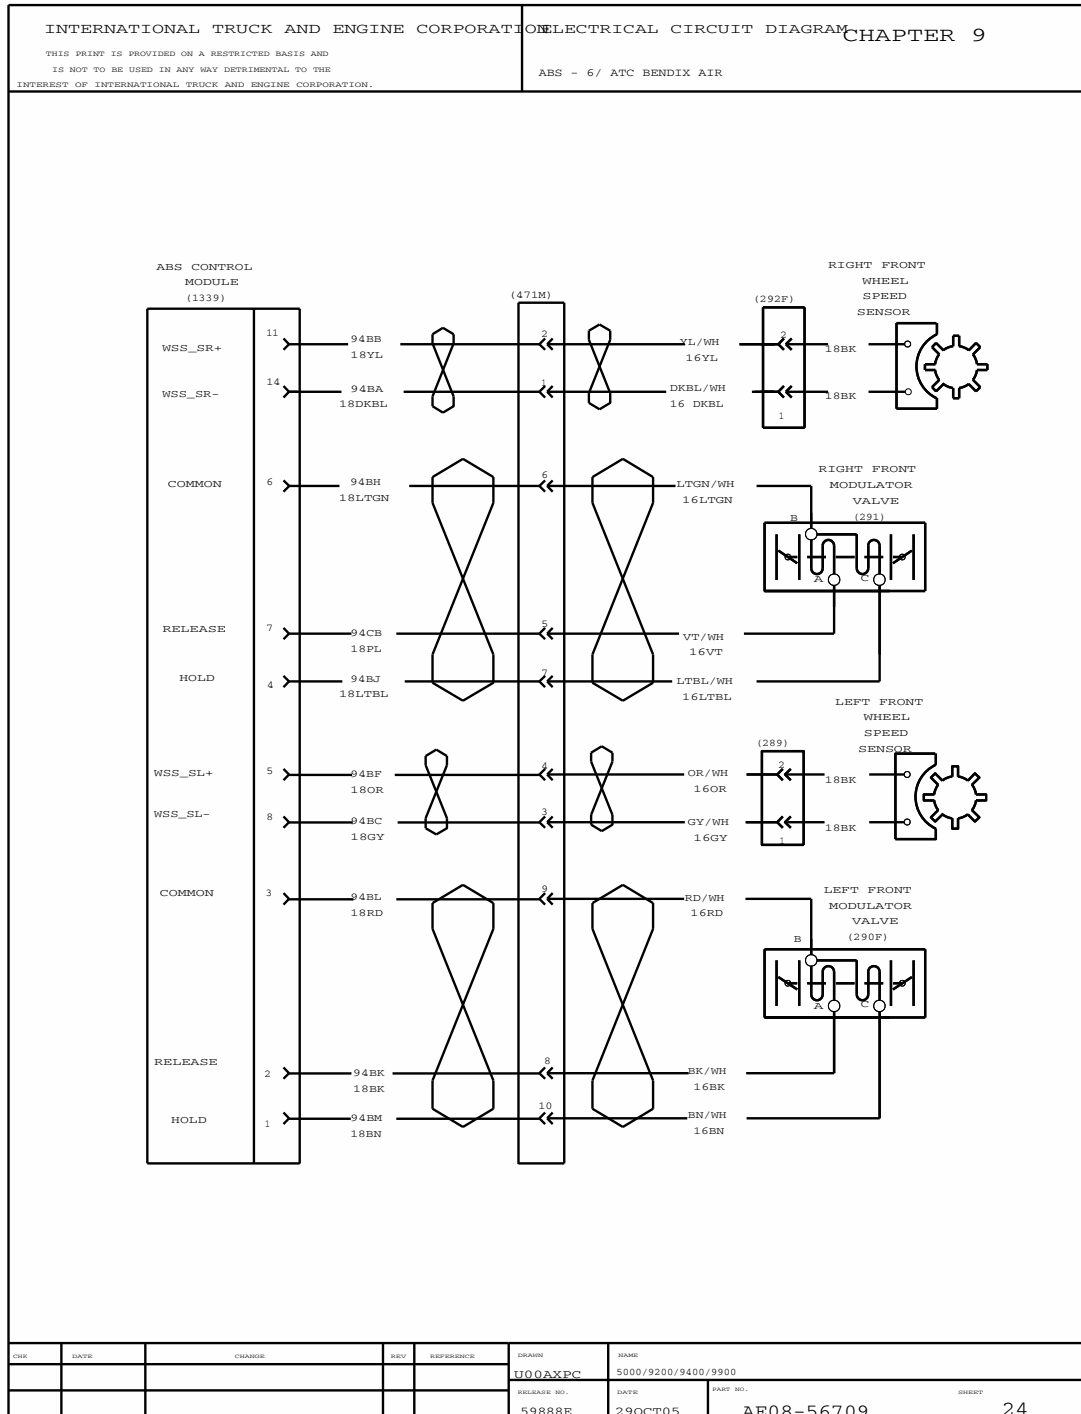 INTERNATIONAL TRUCK AND ENGINE CORPORATION
THIS PRINT IS PROVIDED ON A RESTRICTED BASIS AND
IS NOT TO BE USED IN ANY WAY DETRIMENTAL TO THE
INTEREST OF INTERNATIONAL TRUCK AND ENGINE CORPORATION.
ELECTRICAL CIRCUIT DIAGRAM
CHAPTER 9
ABS - 6/ ATC BENDIX AIR
ABS CONTROL
MODULE
(1339)
(471M)
(292F)
RIGHT FRONT
WHEEL
SPEED
SENSOR
WSS_SR+
11
94BB
18YL
2
YL/WH
16YL
2
18BK
WSS_SR-
14
94BA
18DKBL
1
DKBL/WH
16 DKBL
1
18BK
COMMON
6
94BH
18LTGN
6
LTGN/WH
16LTGN
RIGHT FRONT
MODULATOR
VALVE
(291)
B
A
C
RELEASE
7
94CB
18PL
5
VT/WH
16VT
HOLD
4
94BJ
18LTBL
7
LTBL/WH
16LTBL
LEFT FRONT
WHEEL
SPEED
SENSOR
(289)
WSS_SL+
5
94BF
18OR
4
OR/WH
16OR
2
18BK
WSS_SL-
8
94BC
18GY
3
GY/WH
16GY
1
18BK
COMMON
3
94BL
18RD
9
RD/WH
16RD
LEFT FRONT
MODULATOR
VALVE
(290F)
B
A
C
RELEASE
2
94BK
18BK
8
BK/WH
16BK
HOLD
1
94BM
18BN
10
BN/WH
16BN
CHK
DATE
CHANGE
REV
REFERENCE
DRAWN
U00AXPC
NAME
5000/9200/9400/9900
RELEASE NO.
59888E
DATE
29OCT05
PART NO.
AE08-56709
SHEET
24